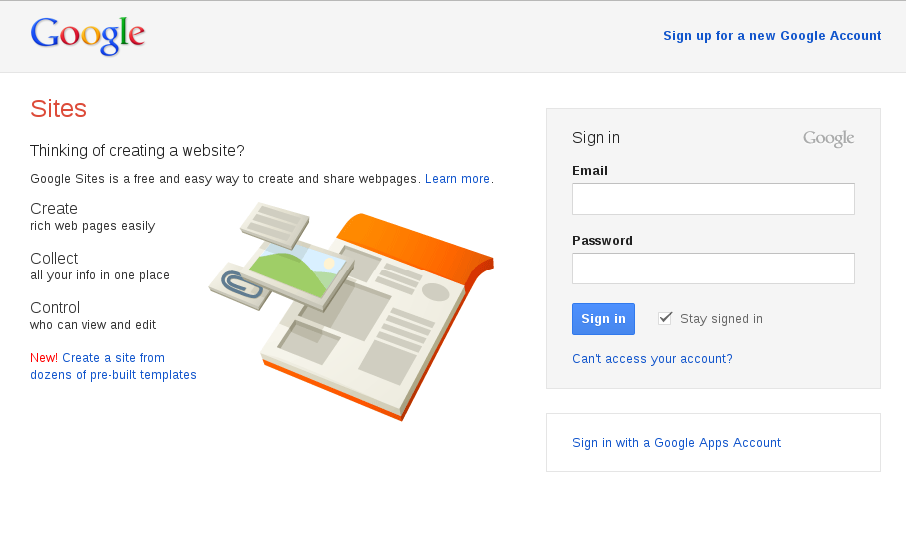 Google
Sign up for a new Google Account
Sites
Thinking of creating a website?
Google Sites is a free and easy way to create and share webpages. Learn more.
Create
rich web pages easily
Collect
all your info in one place
Control
who can view and edit
New! Create a site from
dozens of pre-built templates
Sign in Google
Email
Password
Sign in Stay signed in
Can't access your account?
Sign in with a Google Apps Account